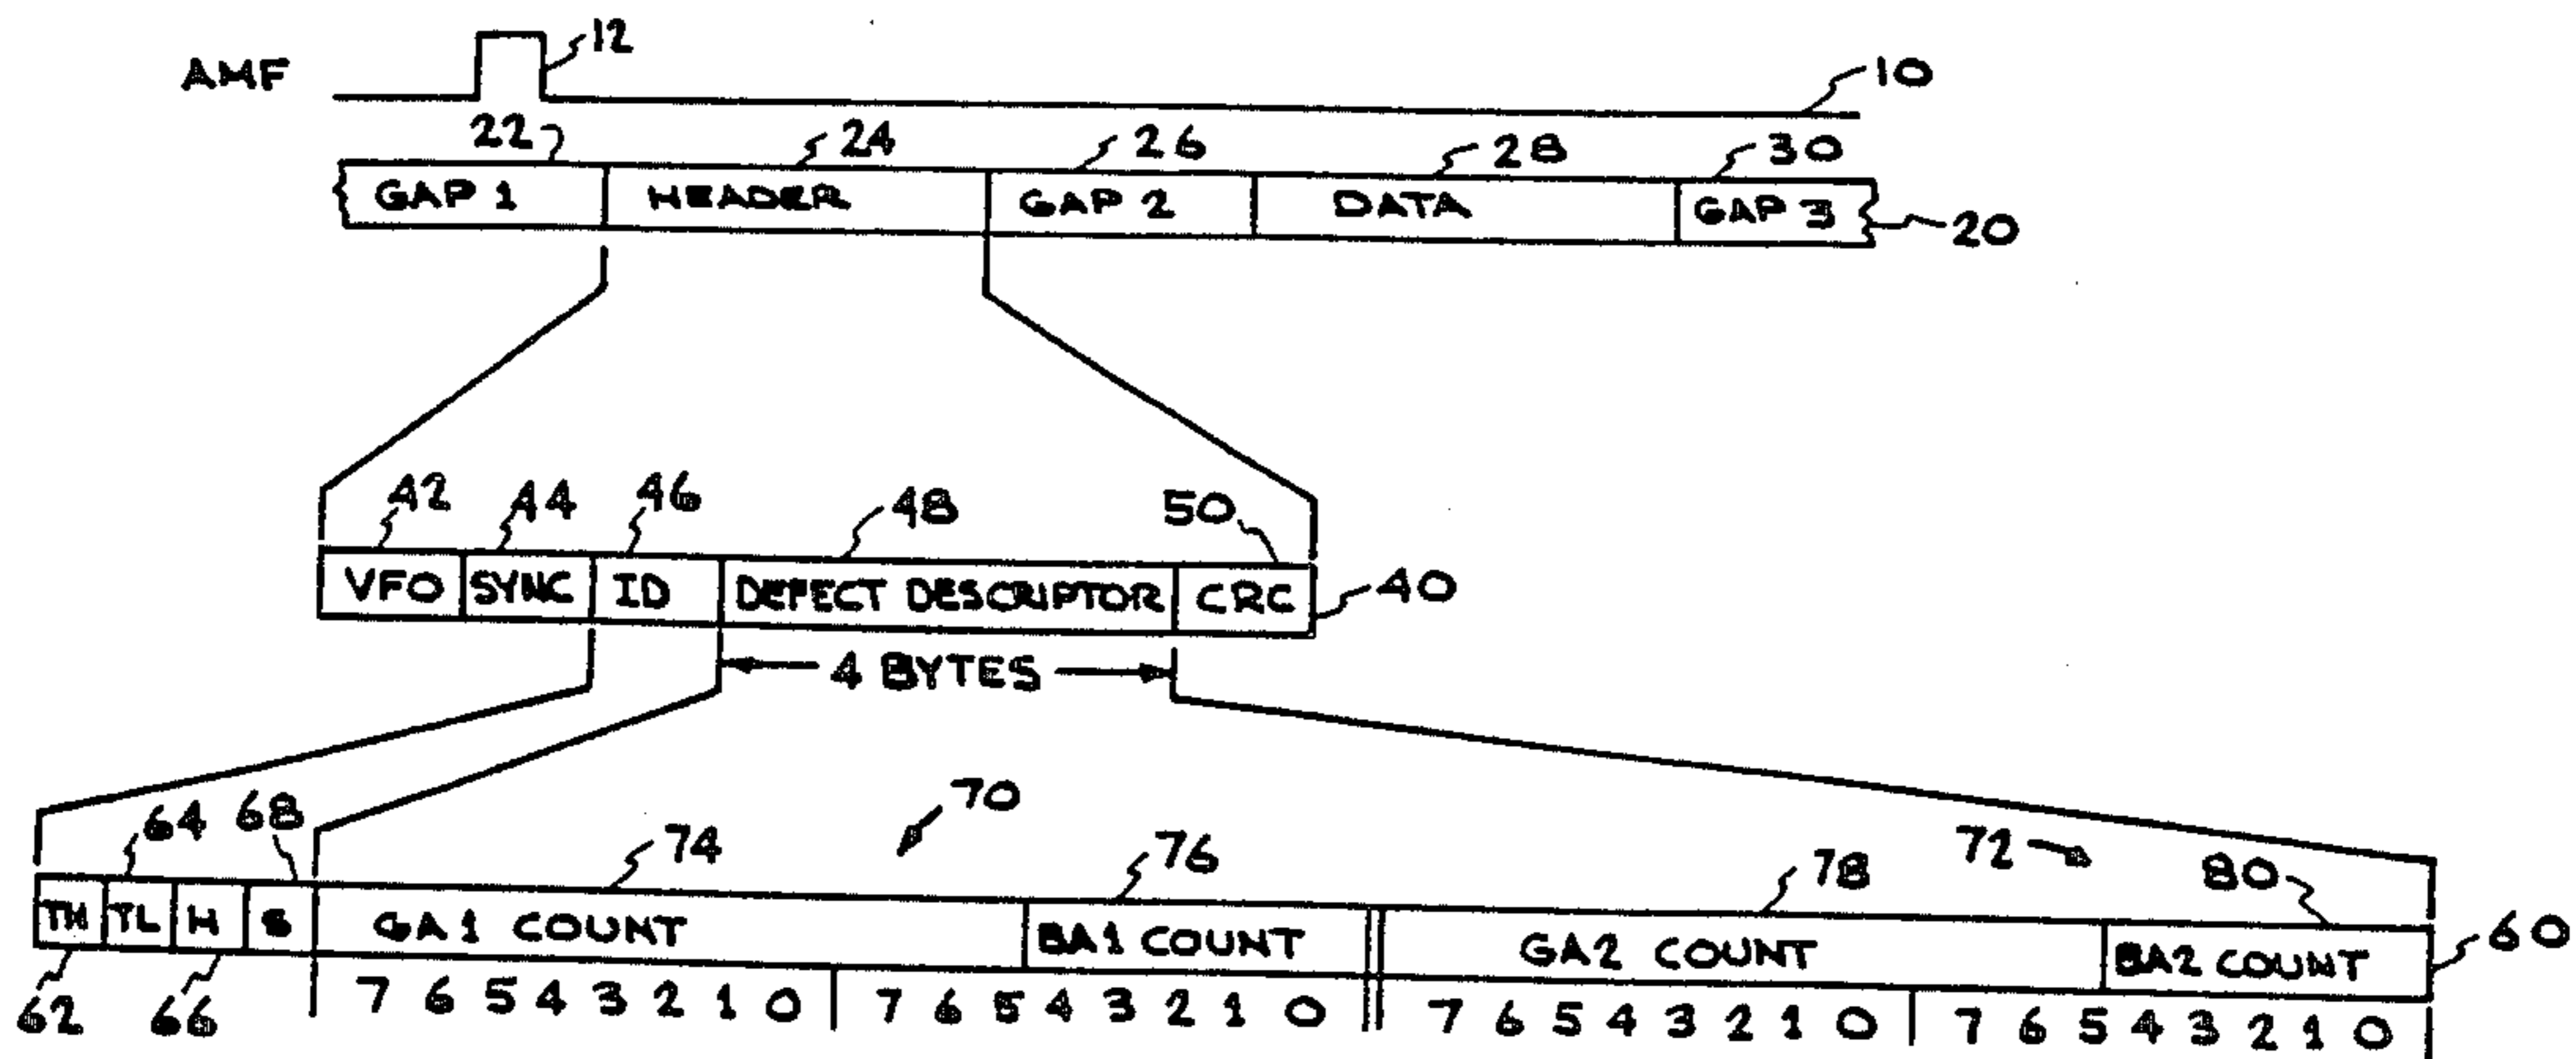 12
AMF
10
22 24 26 28 30
GAP 1 HEADER GAP 2 DATA GAP 3
20
42 44 46 48 50
VFO SYNC ID DEFECT DESCRIPTOR CRC
40
4 BYTES
70
64 68 74 76 72 78 80
TH TL H S GA1 COUNT BA1 COUNT GA2 COUNT BA2 COUNT
60
62 66 7 6 5 4 3 2 1 0 7 6 5 4 3 2 1 0 7 6 5 4 3 2 1 0 7 6 5 4 3 2 1 0